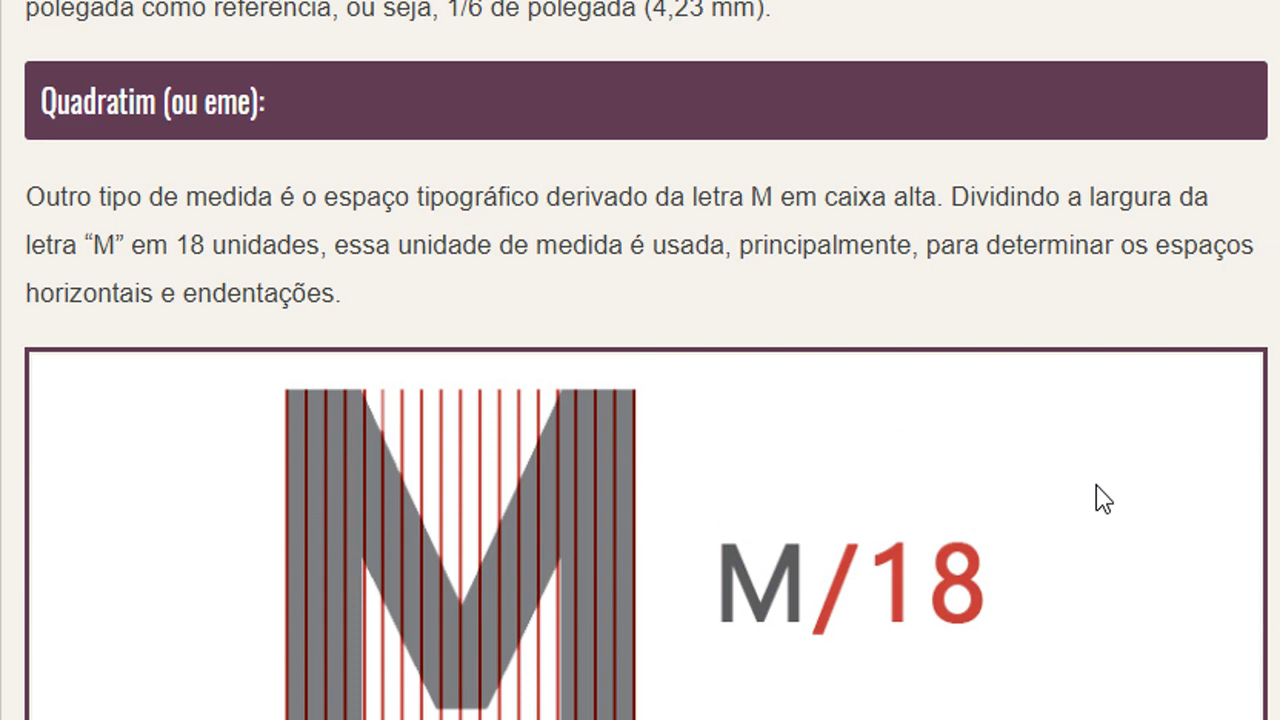 polegada como referência, ou seja, 1/6 de polegada (4,23 mm).
Quadratim (ou eme):
Outro tipo de medida é o espaço tipográfico derivado da letra M em caixa alta. Dividindo a largura da
letra “M” em 18 unidades, essa unidade de medida é usada, principalmente, para determinar os espaços
horizontais e endentações.
M
M/18